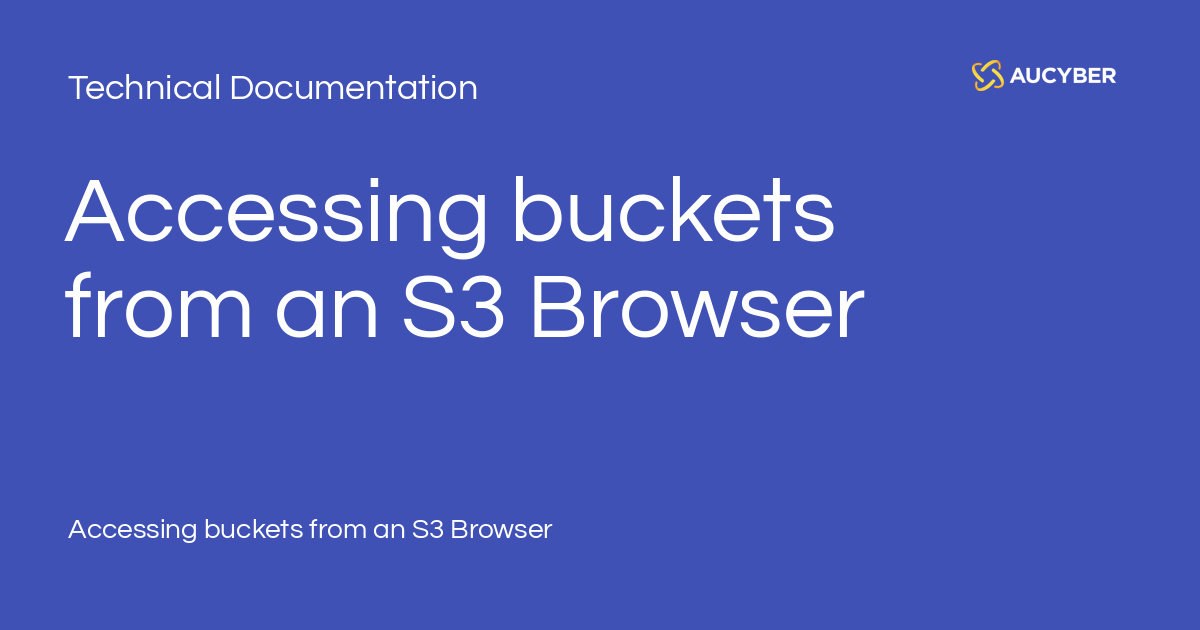 Technical Documentation
AUCYBER
Accessing buckets
from an S3 Browser
Accessing buckets from an S3 Browser